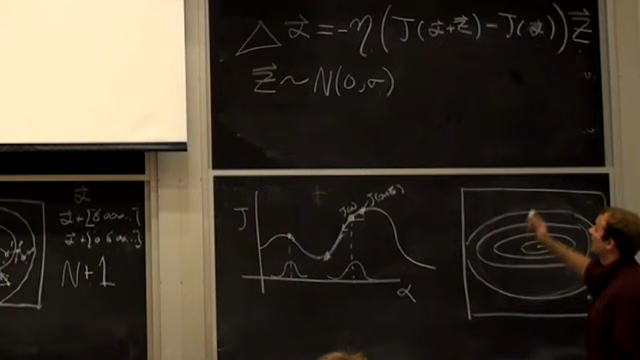 Δα⃗ = -η(J(α⃗+z⃗) - J(α⃗))z⃗
z⃗ ~ N(0,σ)
α⃗
N+1
J
J(α)
α